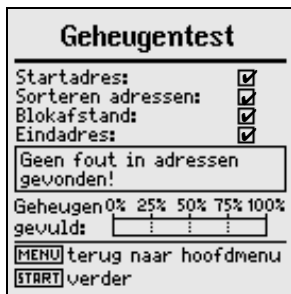 Geheugentest
Startadres:
Sorteren adressen:
Blokafstand:
Eindadres:
Geen fout in adressen
gevonden!
Geheugen 0% 25% 50% 75% 100%
gevuld:
MENU terug naar hoofdmenu
START verder